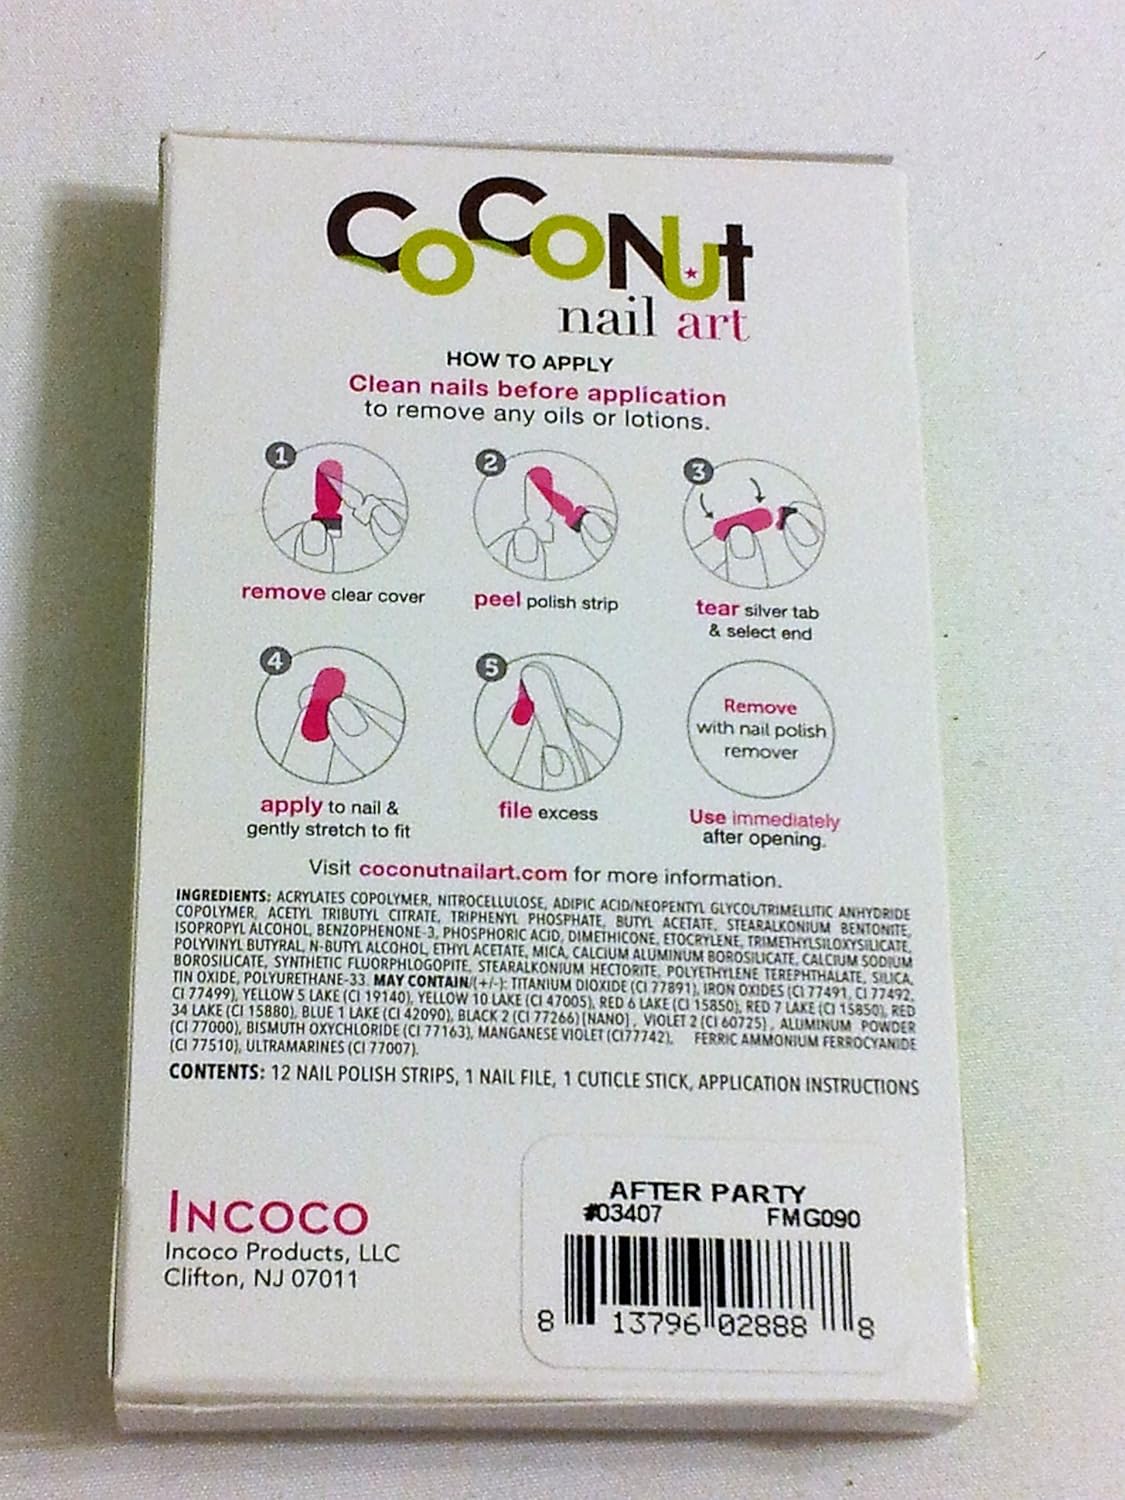 COCONUT
nail art
HOW TO APPLY
Clean nails before application
to remove any oils or lotions.
1
2
3
remove clear cover
peel polish strip
tear silver tab
& select end
4
5
Remove
with nail polish
remover
apply to nail &
gently stretch to fit
file excess
Use immediately
after opening.
Visit coconutnailart.com for more information.
INGREDIENTS: ACRYLATES COPOLYMER, NITROCELLULOSE, ADIPIC ACID/NEOPENTYL GLYCOL/TRIMELLITIC ANHYDRIDE
COPOLYMER, ACETYL TRIBUTYL CITRATE, TRIPHENYL PHOSPHATE, BUTYL ACETATE, STEARALKONIUM BENTONITE,
ISOPROPYL ALCOHOL, BENZOPHENONE-3, PHOSPHORIC ACID, DIMETHICONE, ETOCRYLENE, TRIMETHYLSILOXYSILICATE,
POLYVINYL BUTYRAL, N-BUTYL ALCOHOL, ETHYL ACETATE, MICA, CALCIUM ALUMINUM BOROSILICATE, CALCIUM SODIUM
BOROSILICATE, SYNTHETIC FLUORPHLOGOPITE, STEARALKONIUM HECTORITE, POLYETHYLENE TEREPHTHALATE, SILICA,
TIN OXIDE, POLYURETHANE-33. MAY CONTAIN/(+/-): TITANIUM DIOXIDE (CI 77891), IRON OXIDES (CI 77491, CI 77492,
CI 77499), YELLOW 5 LAKE (CI 19140), YELLOW 10 LAKE (CI 47005), RED 6 LAKE (CI 15850), RED 7 LAKE (CI 15850), RED
34 LAKE (CI 15880), BLUE 1 LAKE (CI 42090), BLACK 2 (CI 77266) [NANO], VIOLET 2 (CI 60725), ALUMINUM POWDER
(CI 77000), BISMUTH OXYCHLORIDE (CI 77163), MANGANESE VIOLET (CI77742), FERRIC AMMONIUM FERROCYANIDE
(CI 77510), ULTRAMARINES (CI 77007).
CONTENTS: 12 NAIL POLISH STRIPS, 1 NAIL FILE, 1 CUTICLE STICK, APPLICATION INSTRUCTIONS
INCOCO
Incoco Products, LLC
Clifton, NJ 07011
AFTER PARTY
#03407 FMG090
8 13796 02888 8